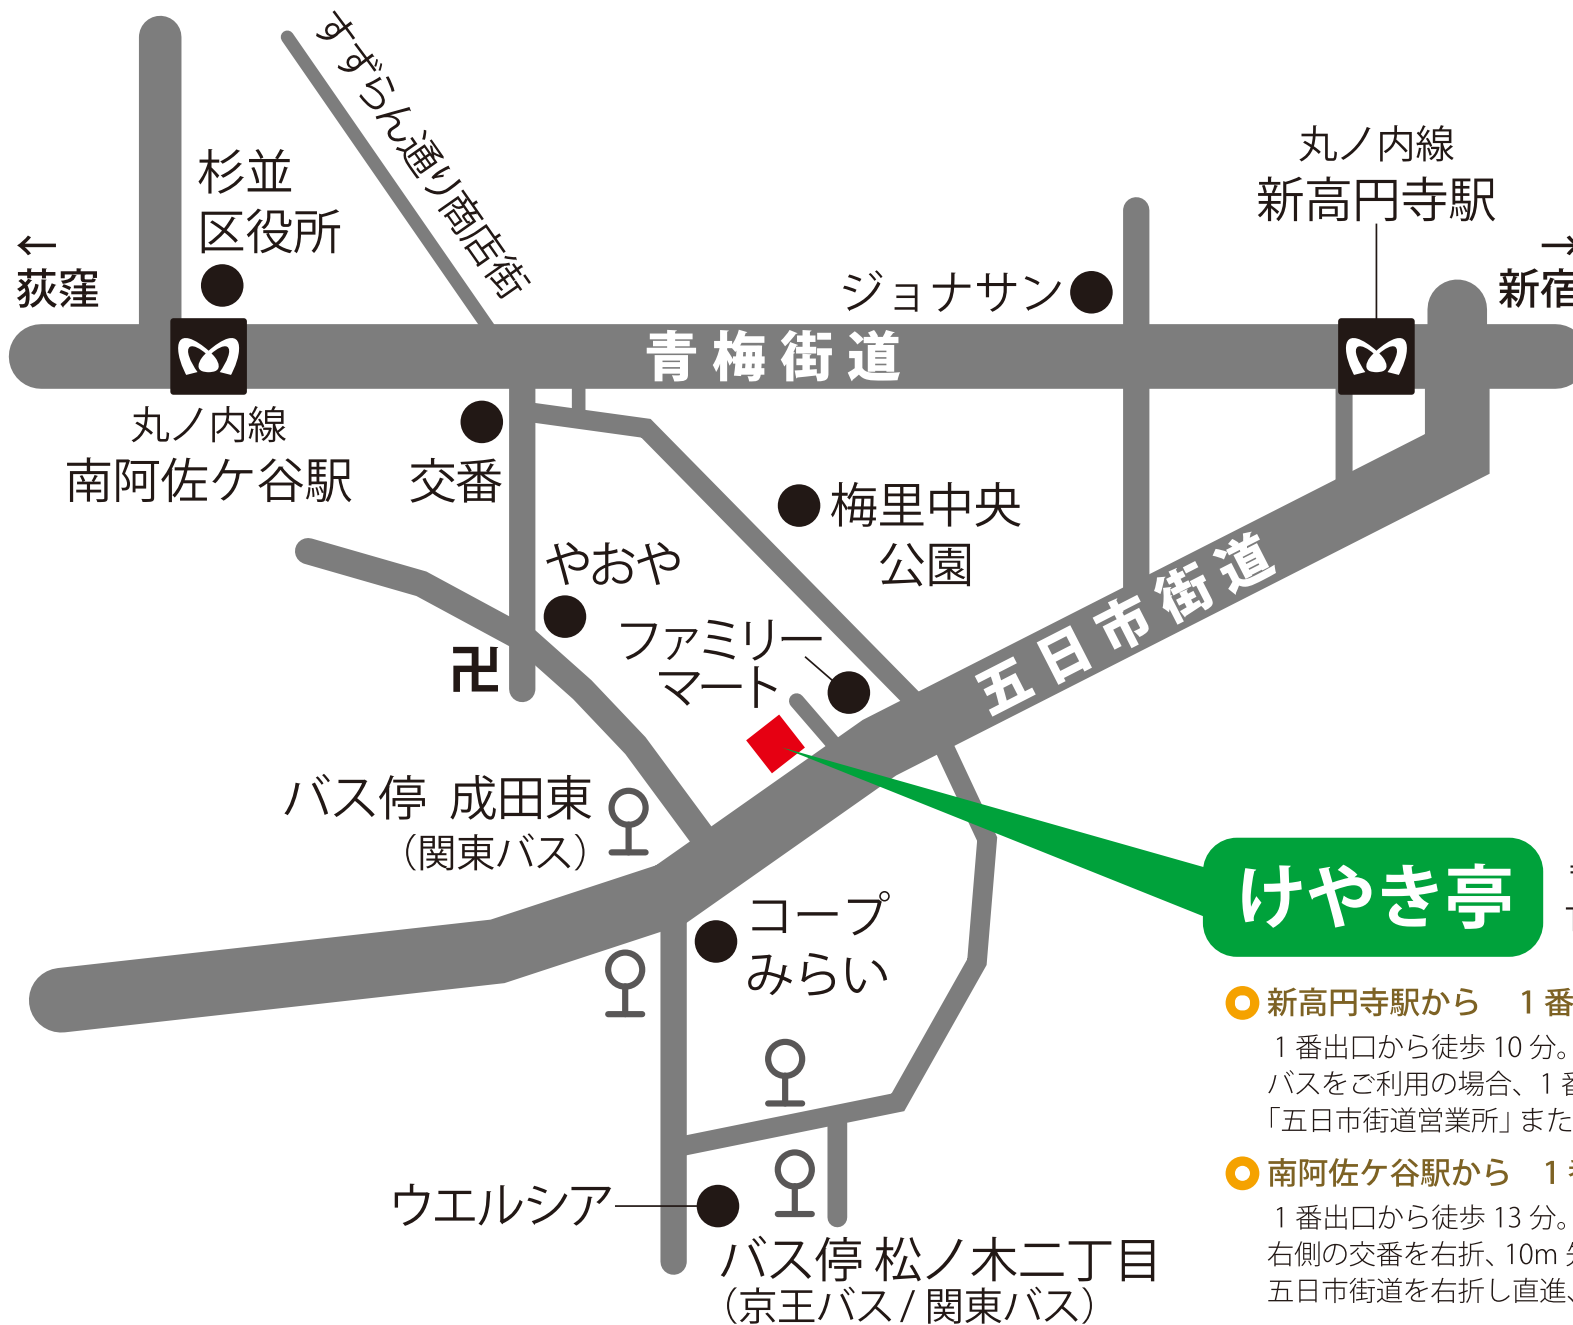 すずらん通り商店街
杉並
区役所
←
荻窪
丸ノ内線
新高円寺駅
→
新宿
ジョナサン
青梅街道
丸ノ内線
南阿佐ケ谷駅
交番
梅里中央
公園
やおや
ファミリー
マート
卍
五日市街道
バス停 成田東
（関東バス）
けやき亭
コープ
みらい
新高円寺駅から 1番
1番出口から徒歩10分。
バスをご利用の場合、1番
「五日市街道営業所」また
南阿佐ケ谷駅から 1番
1番出口から徒歩13分。
右側の交番を右折、10m先
五日市街道を右折し直進、
ウエルシア
バス停 松ノ木二丁目
（京王バス/関東バス）